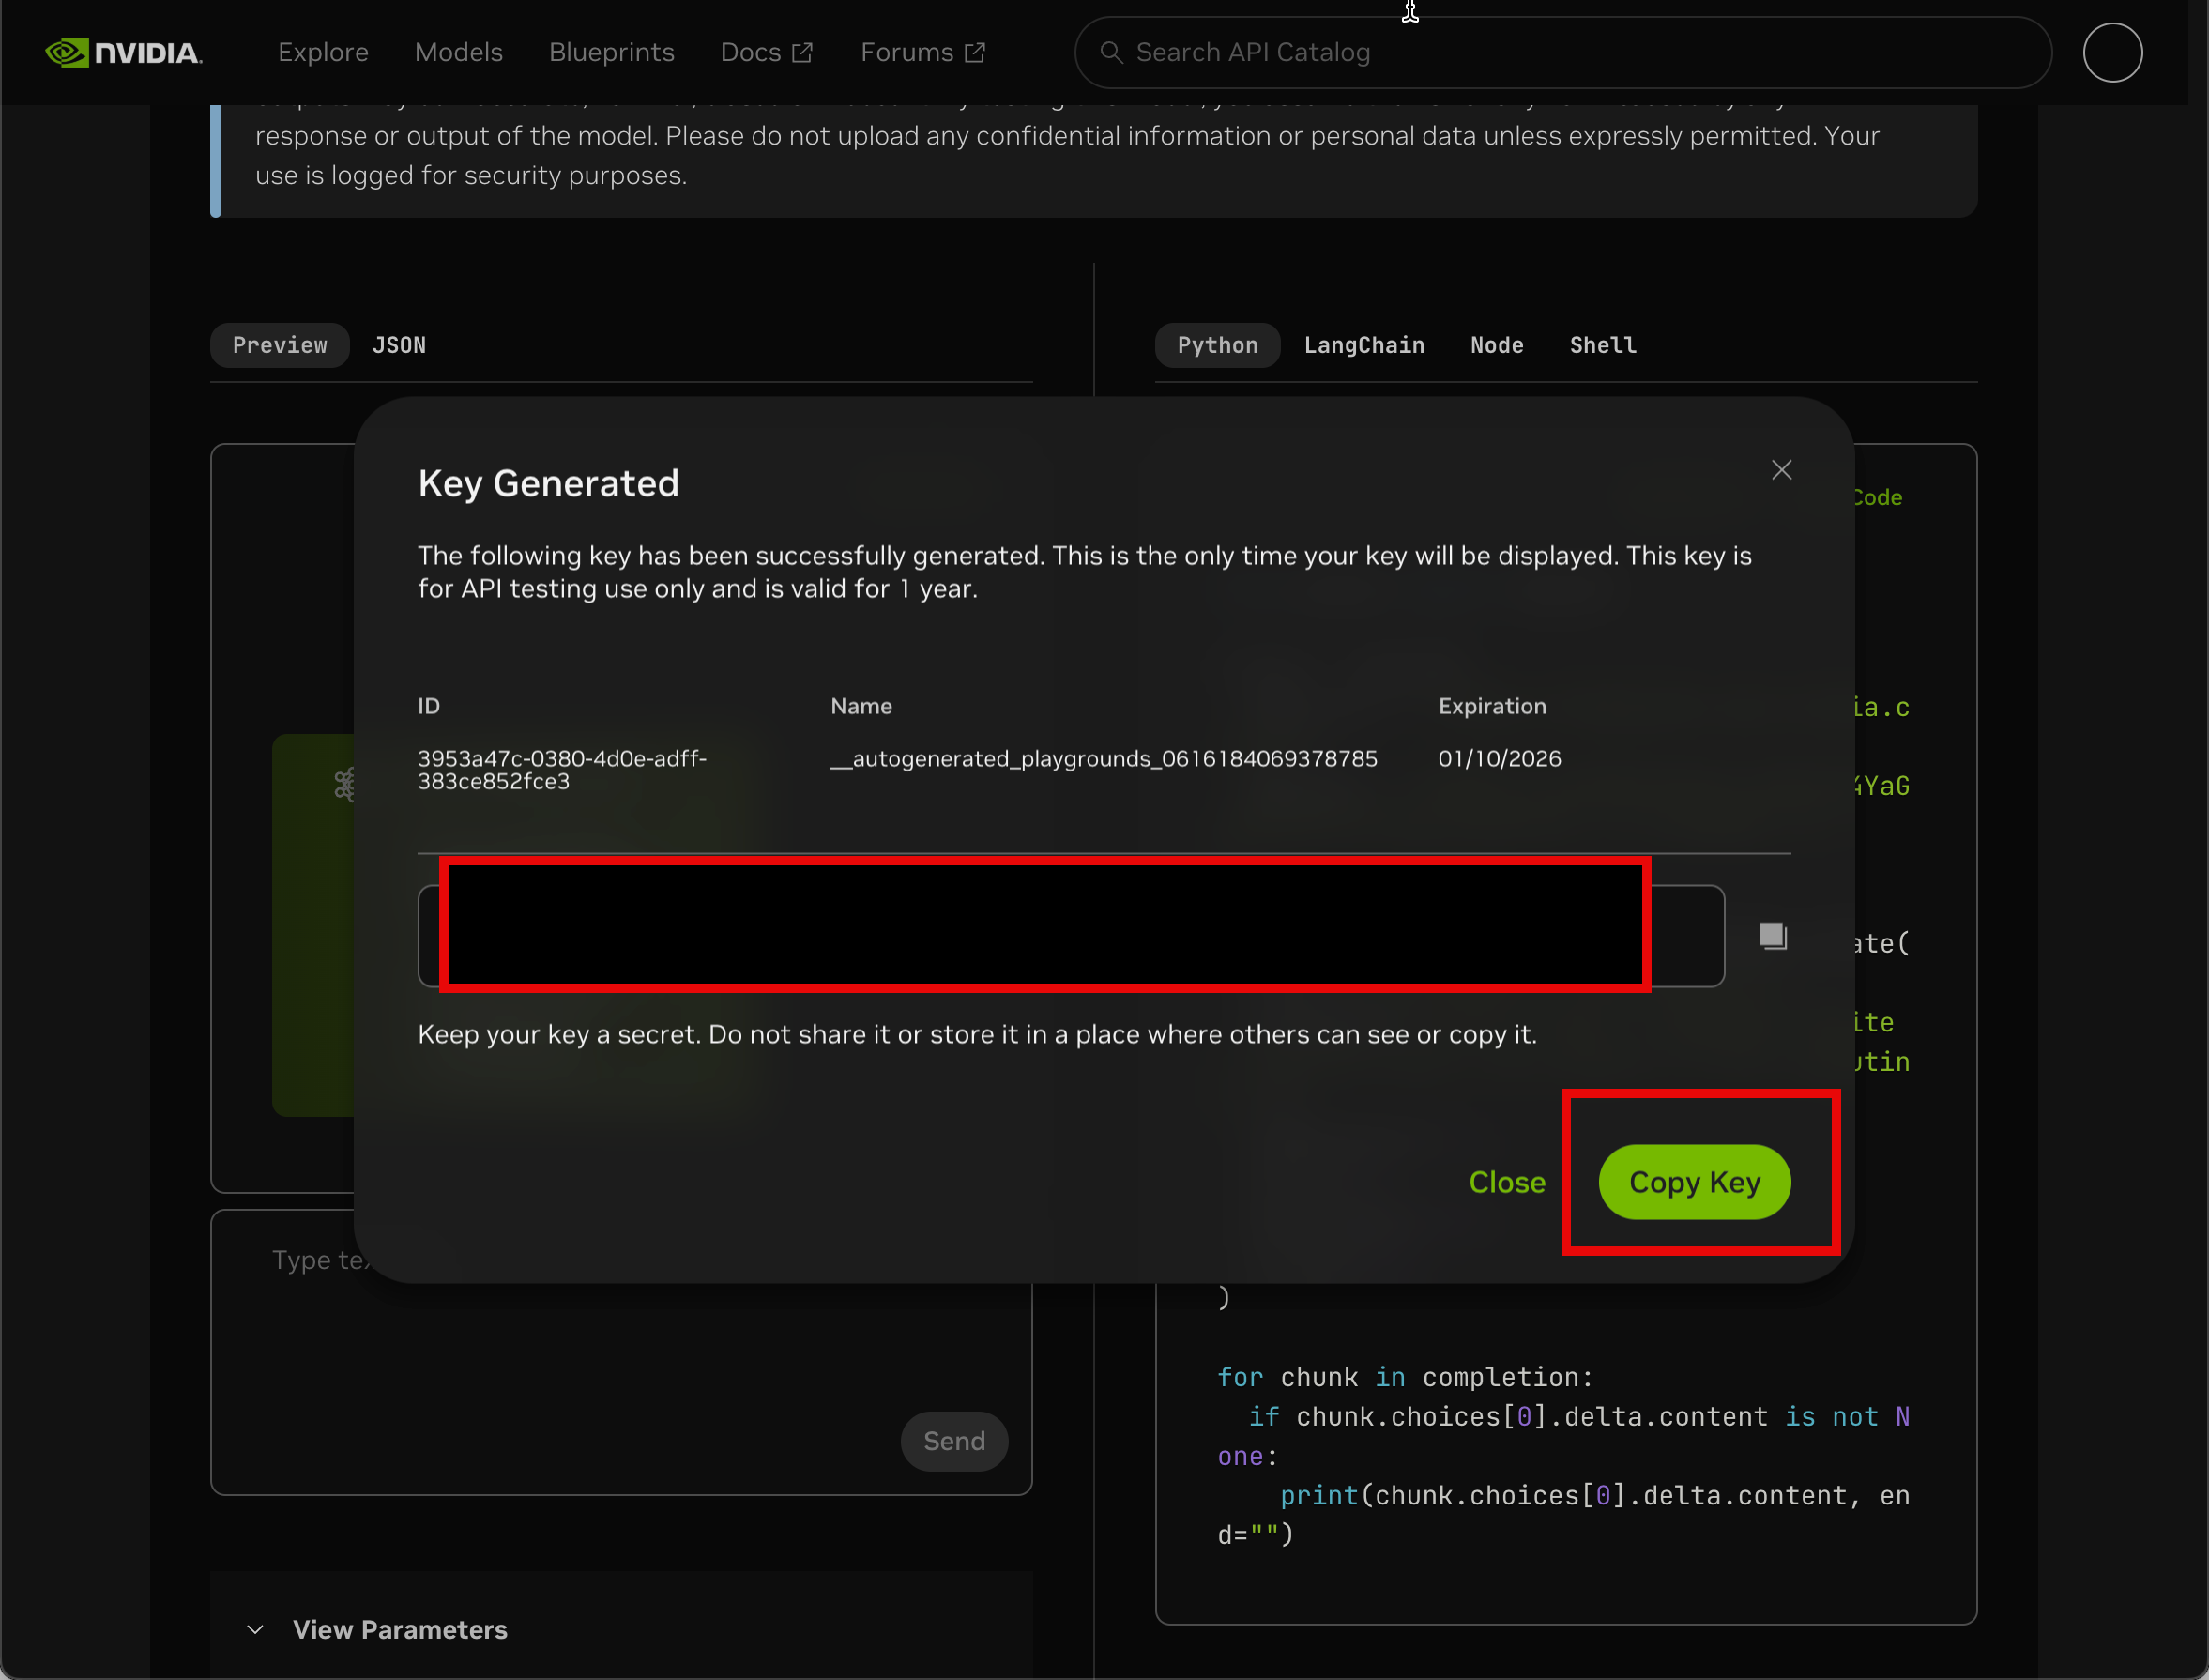 NVIDIA.
Explore Models Blueprints Docs Forums Search API Catalog
response or output of the model. Please do not upload any confidential information or personal data unless expressly permitted. Your
use is logged for security purposes.
Preview JSON
Python LangChain Node Shell
Code
Key Generated
The following key has been successfully generated. This is the only time your key will be displayed. This key is
for API testing use only and is valid for 1 year.
ID Name Expiration
3953a47c-0380-4d0e-adff-
383ce852fce3
__autogenerated_playgrounds_0616184069378785
01/10/2026
ia.c
4YaG
ate(
ite
utin
Keep your key a secret. Do not share it or store it in a place where others can see or copy it.
Close Copy Key
Type te
Send
)
for chunk in completion:
if chunk.choices[0].delta.content is not N
one:
print(chunk.choices[0].delta.content, en
d="")
View Parameters